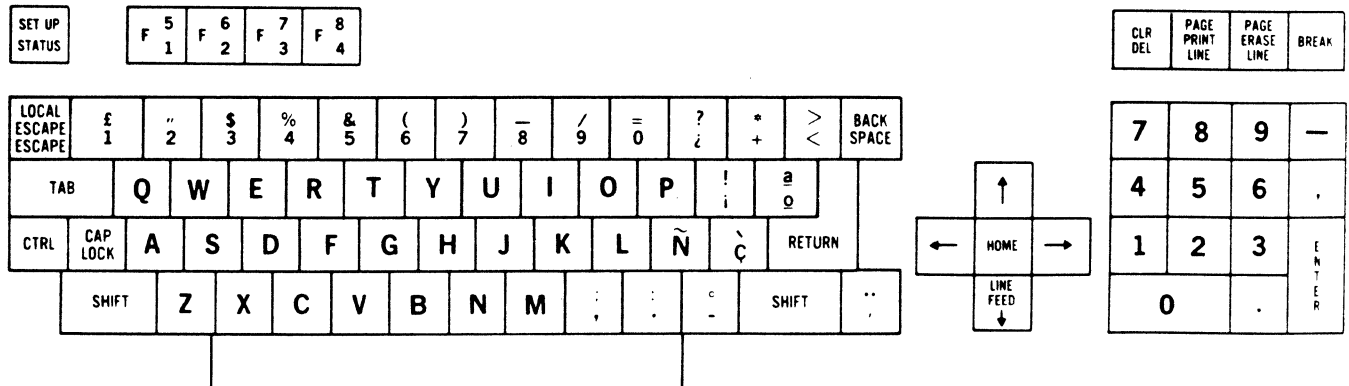 SET UP
STATUS
F 5 1
F 6 2
F 7 3
F 8 4
CLR
DEL
PAGE
PRINT
LINE
PAGE
ERASE
LINE
BREAK
LOCAL
ESCAPE
ESCAPE
£ " $ % & ( ) — / = ? * >
1 2 3 4 5 6 7 8 9 0 ¿ + <
BACK
SPACE
TAB
Q W E R T Y U I O P
! ª
¡ º
CTRL
CAP
LOCK
A S D F G H J K L Ñ
`
Ç
RETURN
SHIFT
Z X C V B N M
SHIFT
↑
← HOME →
LINE
FEED
↓
7 8 9 —
4 5 6 ,
1 2 3
ENTER
0 .